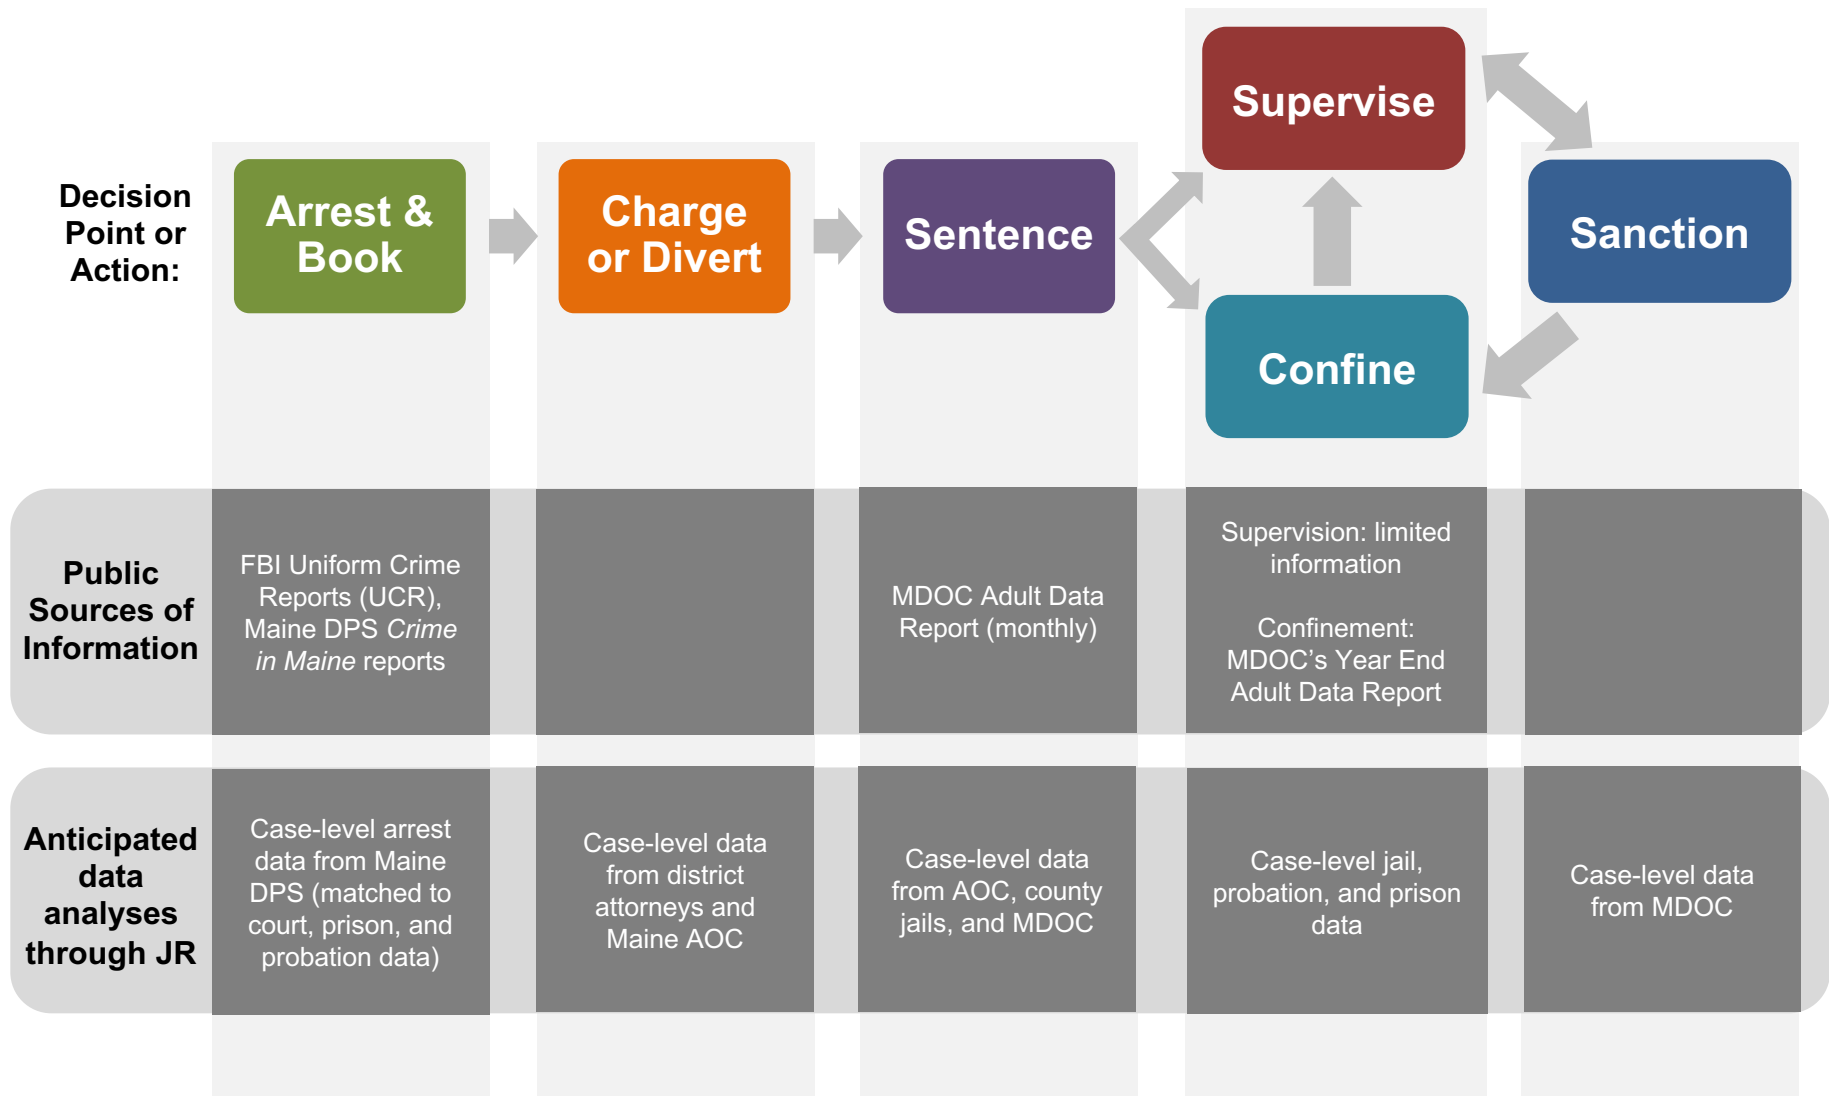 Decision
Point or
Action:
Arrest &
Book
Charge
or Divert
Sentence
Supervise
Confine
Sanction
Public
Sources of
Information
FBI Uniform Crime
Reports (UCR),
Maine DPS Crime
in Maine reports
MDOC Adult Data
Report (monthly)
Supervision: limited
information
Confinement:
MDOC’s Year End
Adult Data Report
Anticipated
data
analyses
through JR
Case-level arrest
data from Maine
DPS (matched to
court, prison, and
probation data)
Case-level data
from district
attorneys and
Maine AOC
Case-level data
from AOC, county
jails, and MDOC
Case-level jail,
probation, and prison
data
Case-level data
from MDOC